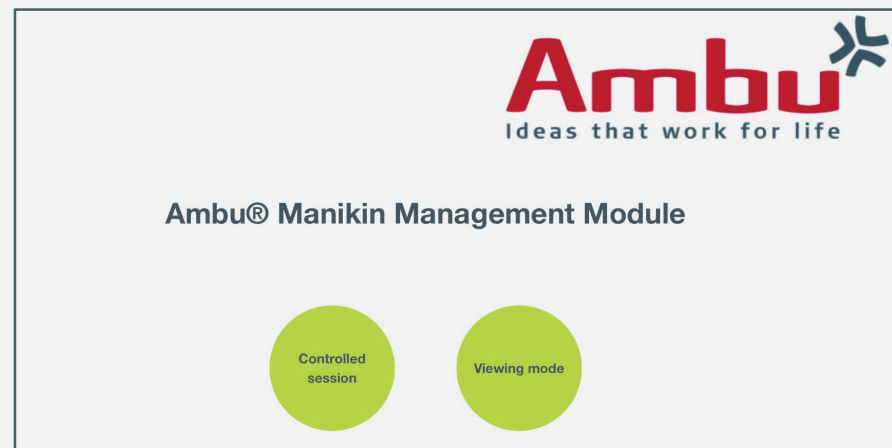 Ambu
Ideas that work for life
Ambu® Manikin Management Module
Controlled
session
Viewing mode